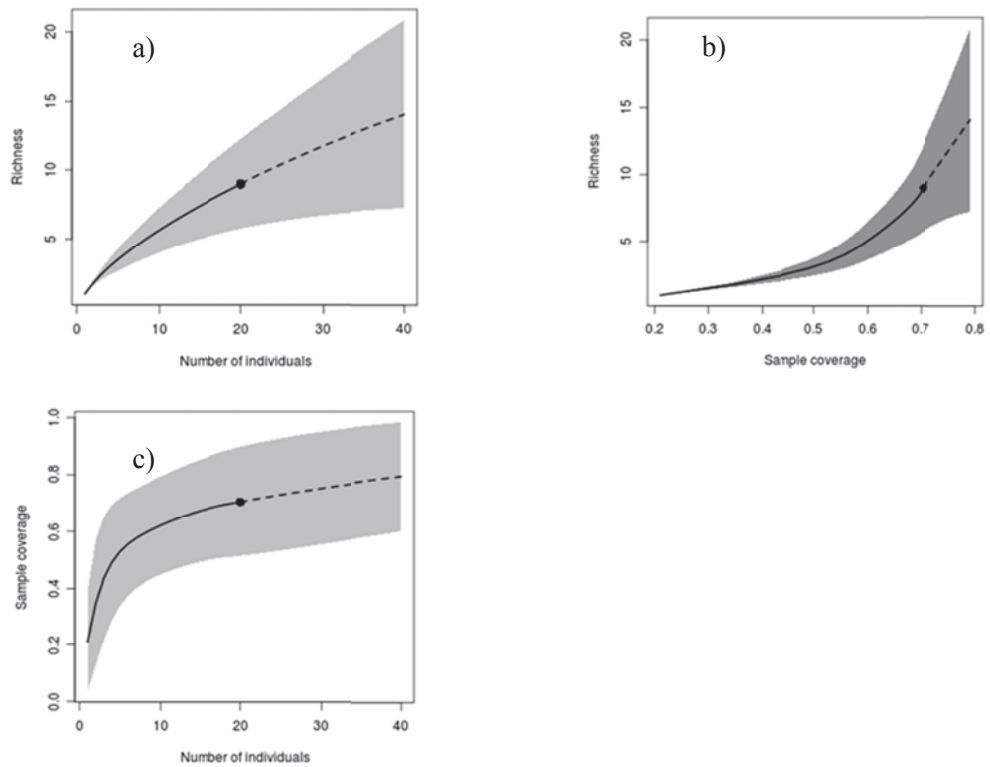 a)
Richness
20
15
10
5
0 10 20 30 40
Number of individuals
b)
Richness
20
15
10
5
0.2 0.3 0.4 0.5 0.6 0.7 0.8
Sample coverage
c)
Sample coverage
1.0
0.8
0.6
0.4
0.2
0.0
0 10 20 30 40
Number of individuals